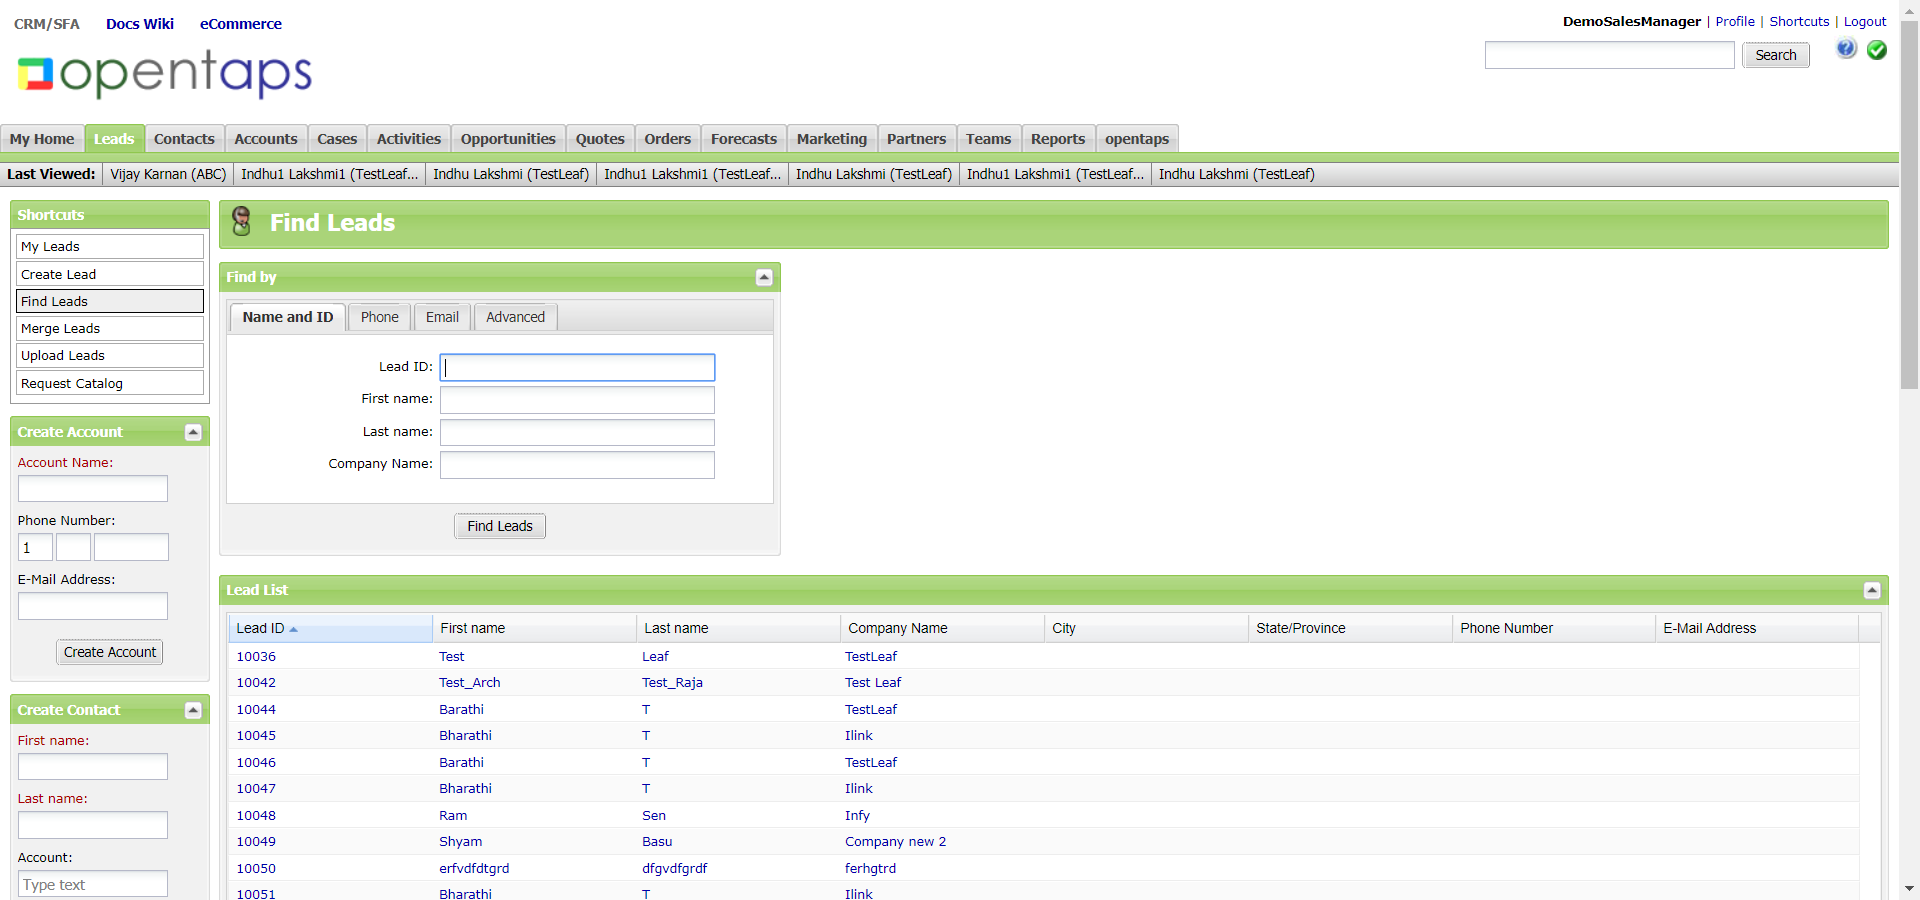 CRM/SFA Docs Wiki eCommerce
DemoSalesManager | Profile | Shortcuts | Logout
opentaps
Search
My Home Leads Contacts Accounts Cases Activities Opportunities Quotes Orders Forecasts Marketing Partners Teams Reports opentaps
Last Viewed: Vijay Karnan (ABC) Indhu1 Lakshmi1 (TestLeaf... Indhu Lakshmi (TestLeaf) Indhu1 Lakshmi1 (TestLeaf... Indhu Lakshmi (TestLeaf) Indhu1 Lakshmi1 (TestLeaf... Indhu Lakshmi (TestLeaf)
Shortcuts
My Leads
Create Lead
Find Leads
Merge Leads
Upload Leads
Request Catalog
Create Account
Account Name:
Phone Number:
1
E-Mail Address:
Create Account
Create Contact
First name:
Last name:
Account:
Type text
Find Leads
Find by
Name and ID Phone Email Advanced
Lead ID:
First name:
Last name:
Company Name:
Find Leads
Lead List
Lead ID First name Last name Company Name City State/Province Phone Number E-Mail Address
10036 Test Leaf TestLeaf
10042 Test_Arch Test_Raja Test Leaf
10044 Barathi T TestLeaf
10045 Bharathi T Ilink
10046 Barathi T TestLeaf
10047 Bharathi T Ilink
10048 Ram Sen Infy
10049 Shyam Basu Company new 2
10050 erfvdfdtgrd dfgvdfgrdf ferhgtrd
10051 Bharathi T Ilink